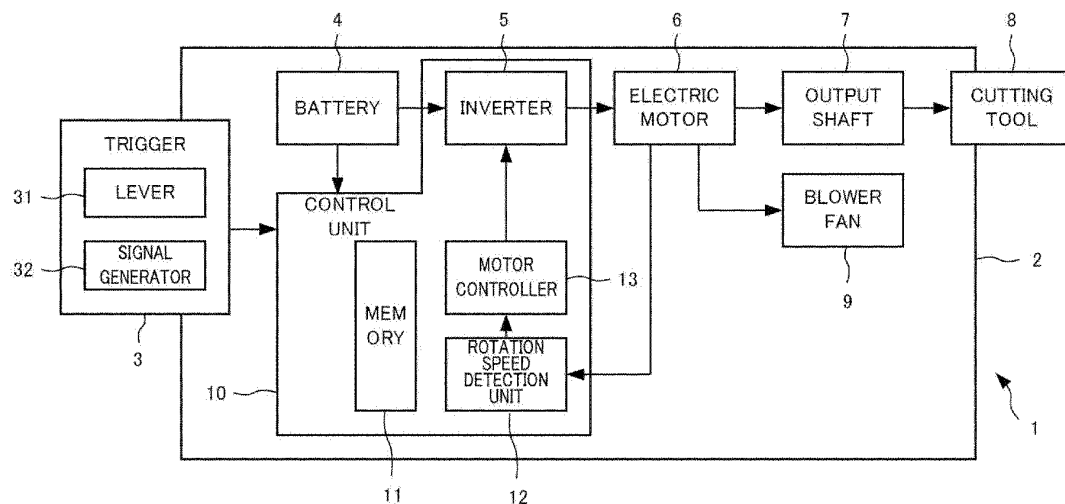 4
5
6
7
8
BATTERY
INVERTER
ELECTRIC
MOTOR
OUTPUT
SHAFT
CUTTING
TOOL
TRIGGER
31
LEVER
CONTROL
UNIT
BLOWER
FAN
32
SIGNAL
GENERATOR
MOTOR
CONTROLLER
13
2
9
MEM
ORY
3
ROTATION
SPEED
DETECTION
UNIT
10
1
11
12